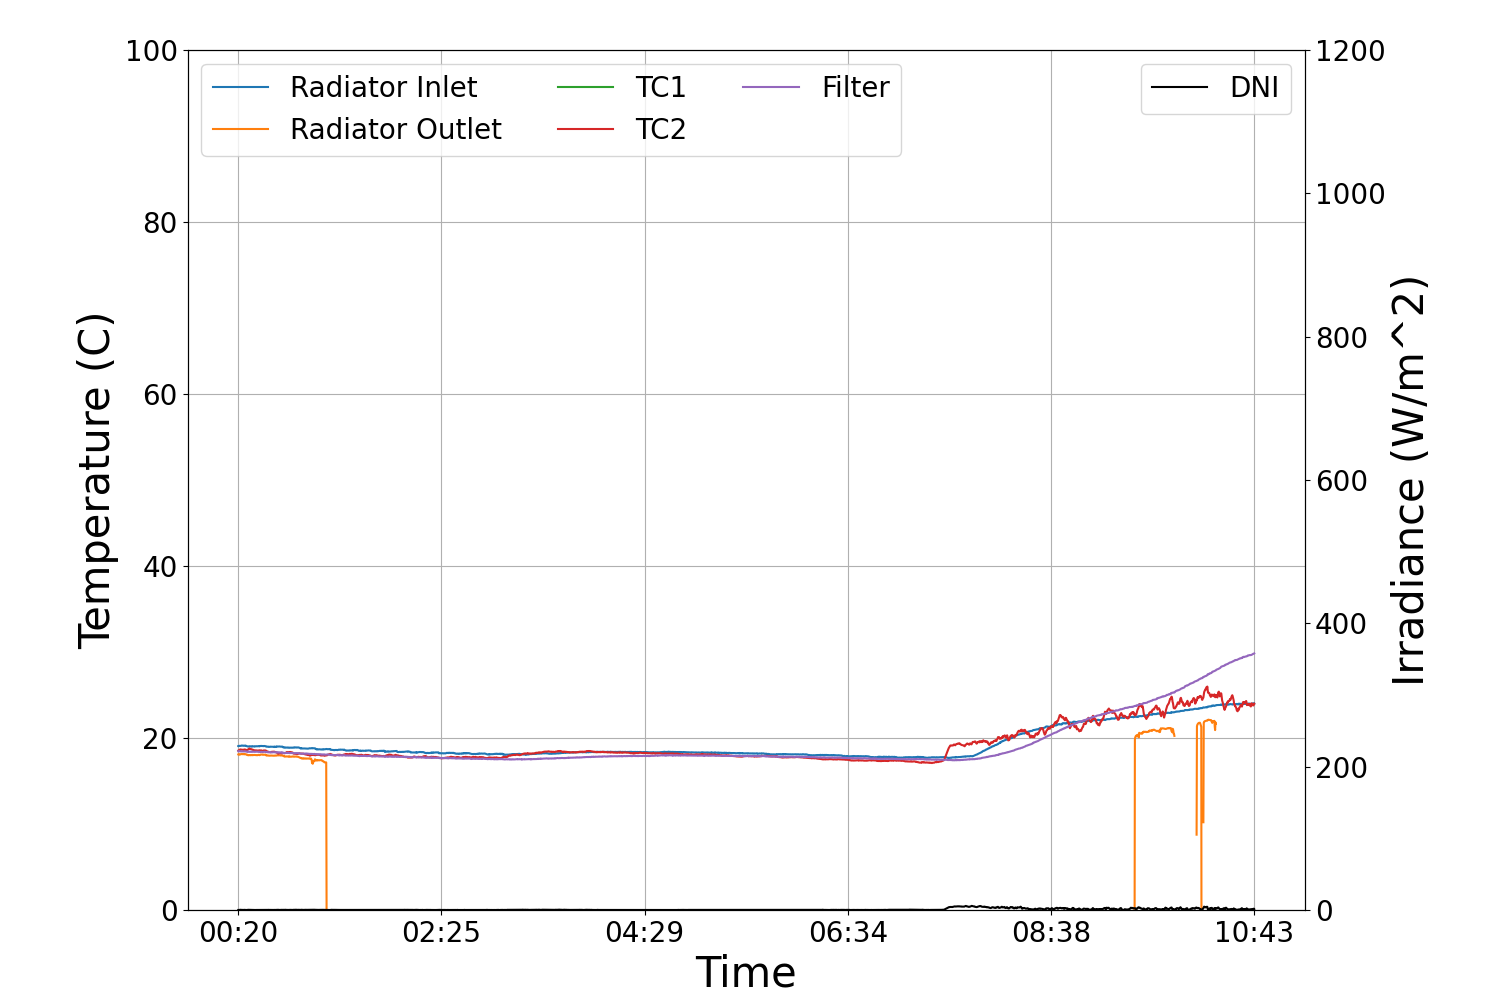 100
80
60
40
20
0
Temperature (C)
Radiator Inlet
Radiator Outlet
TC1
TC2
Filter
DNI
1200
1000
800
600
400
200
0
Irradiance (W/m^2)
00:20 02:25 04:29 06:34 08:38 10:43
Time